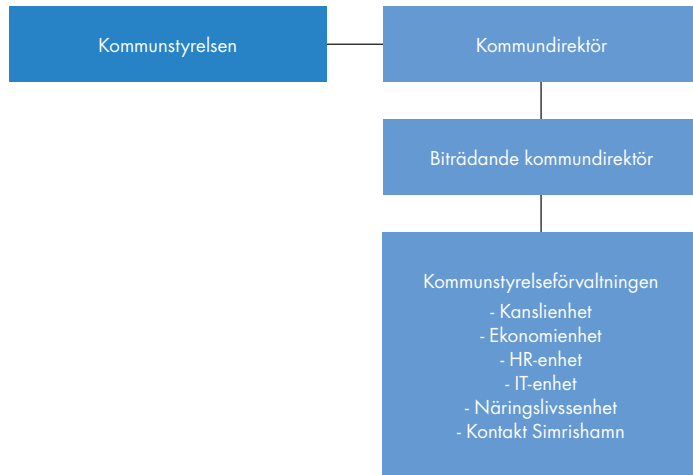 Kommunstyrelsen
Kommundirektör
Biträdande kommundirektör
Kommunstyrelseförvaltningen
- Kanslienhet
- Ekonomienhet
- HR-enhet
- IT-enhet
- Näringslivssenhet
- Kontakt Simrishamn